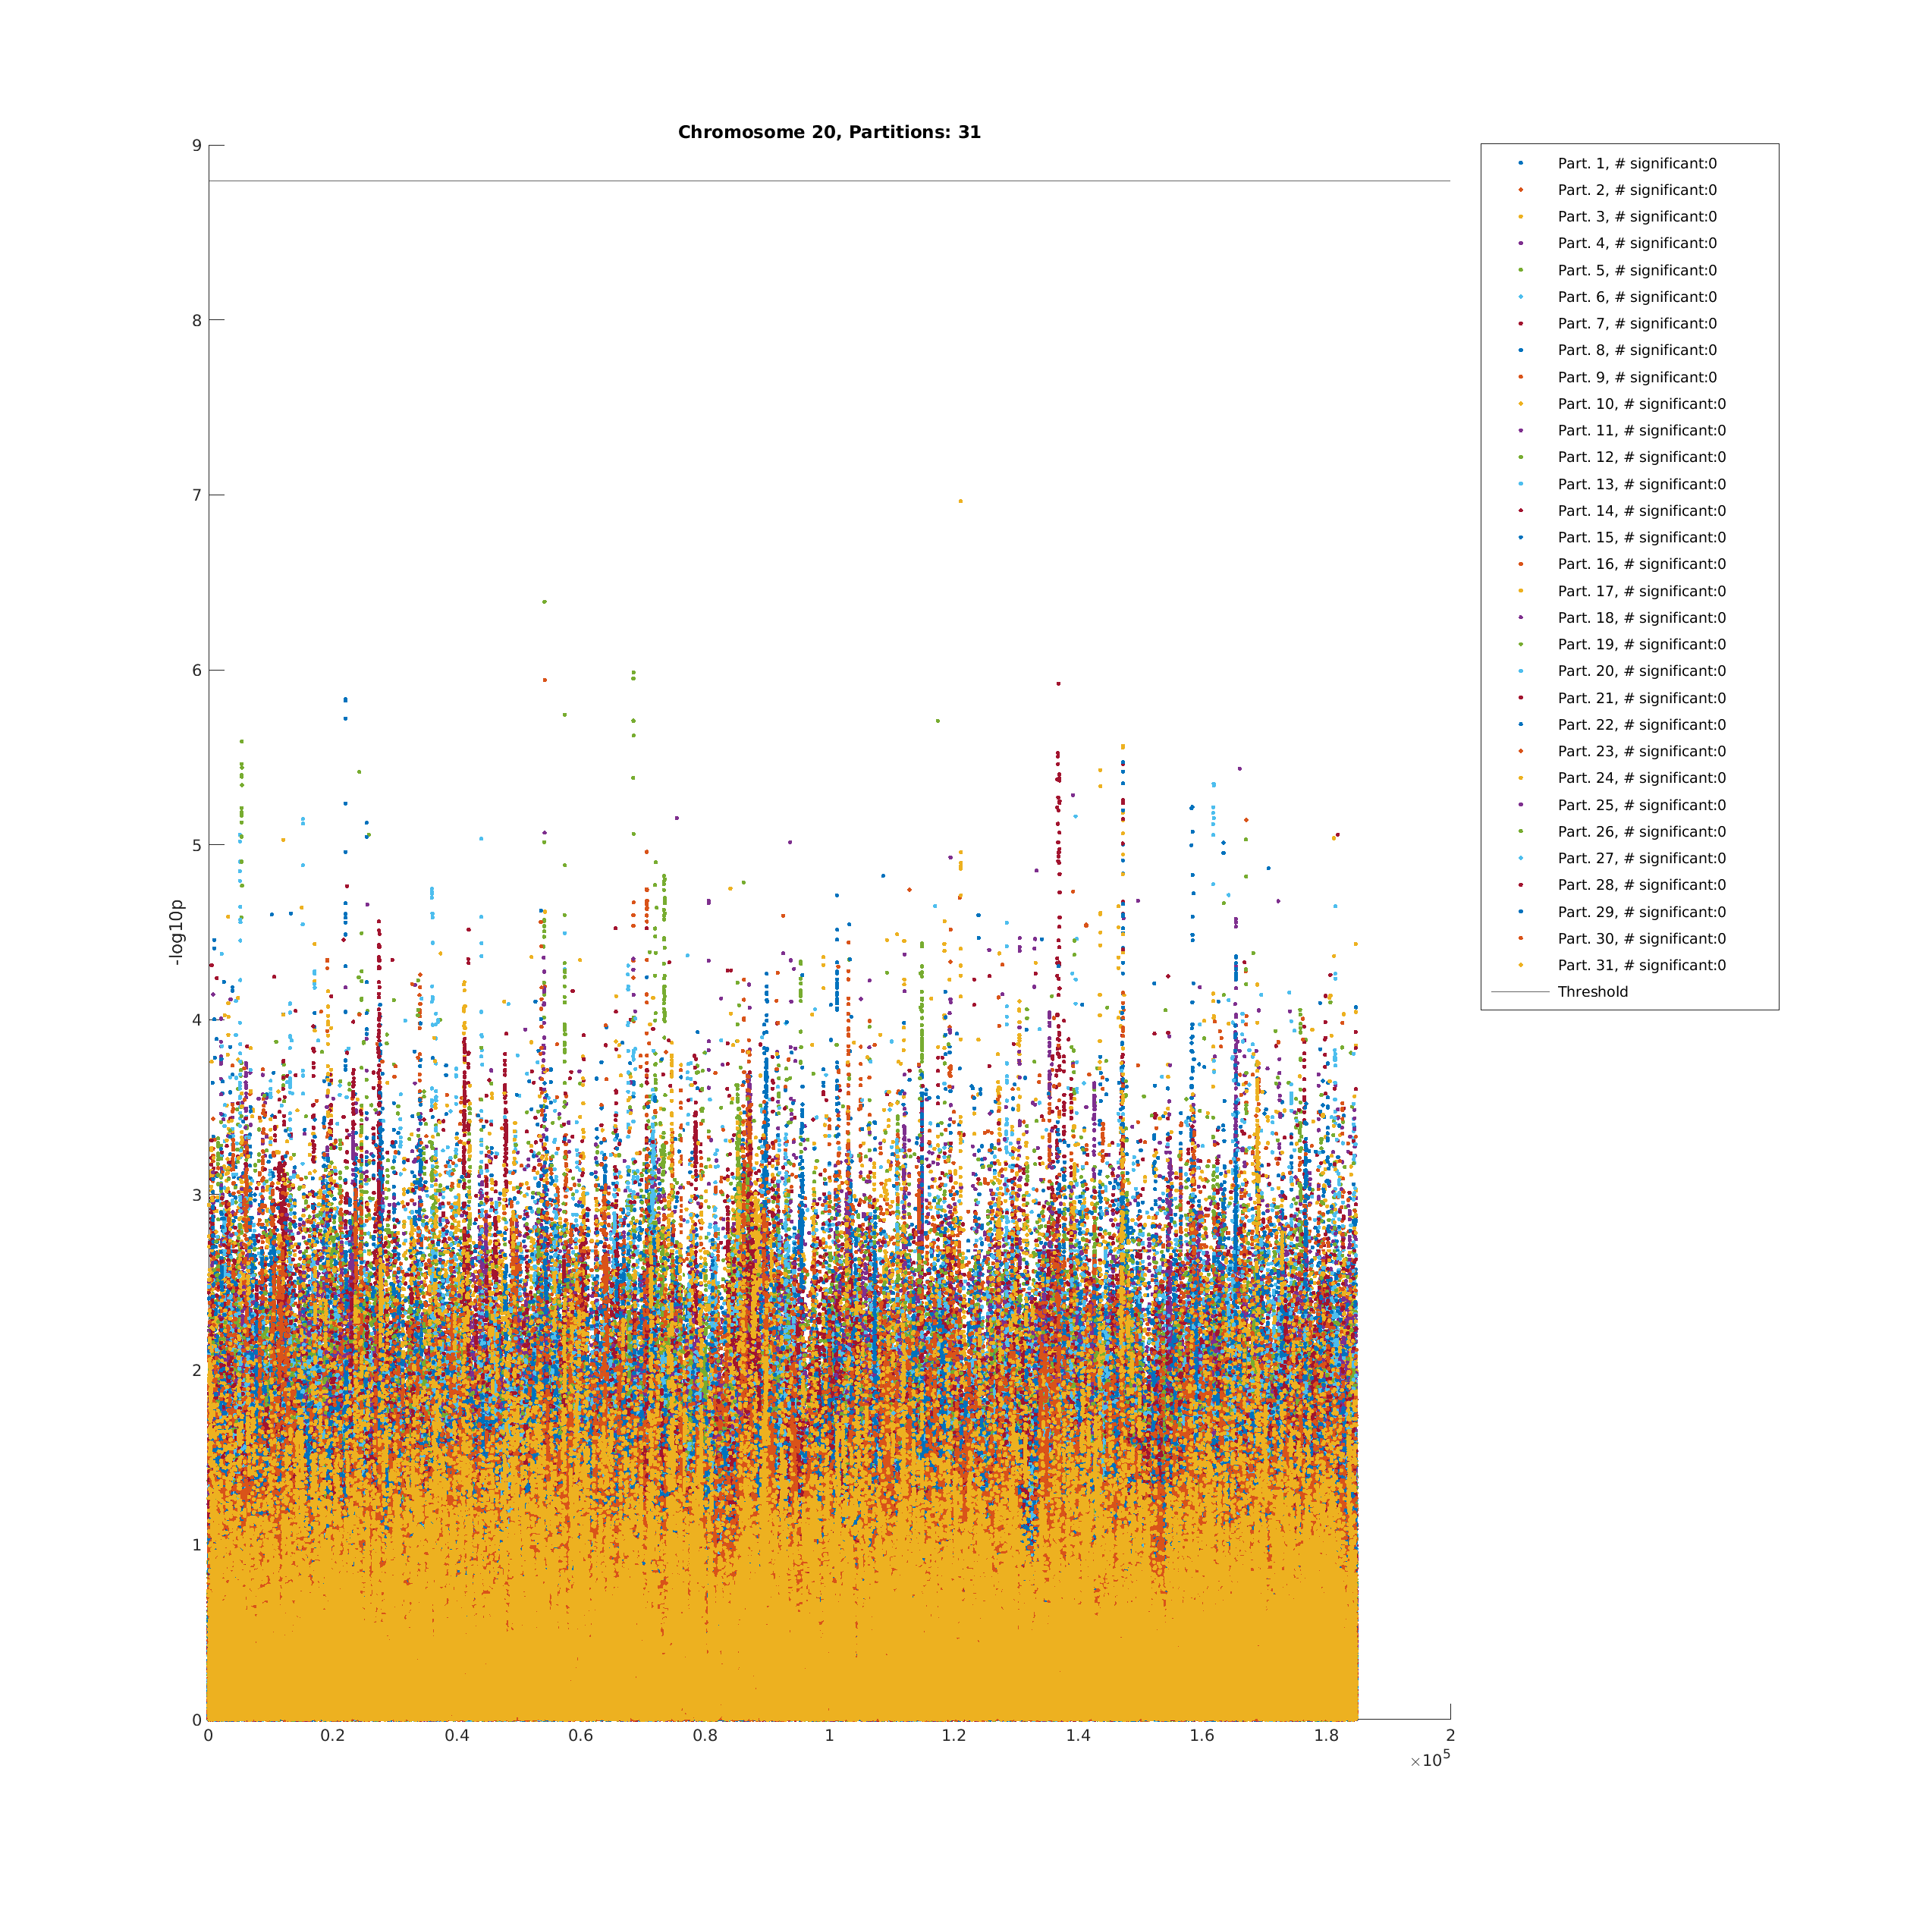 Chromosome 20, Partitions: 31
9
8
7
6
5
4
3
2
1
0
-log10p
0 0.2 0.4 0.6 0.8 1 1.2 1.4 1.6 1.8 2
×10^5
Part. 1, # significant:0
Part. 2, # significant:0
Part. 3, # significant:0
Part. 4, # significant:0
Part. 5, # significant:0
Part. 6, # significant:0
Part. 7, # significant:0
Part. 8, # significant:0
Part. 9, # significant:0
Part. 10, # significant:0
Part. 11, # significant:0
Part. 12, # significant:0
Part. 13, # significant:0
Part. 14, # significant:0
Part. 15, # significant:0
Part. 16, # significant:0
Part. 17, # significant:0
Part. 18, # significant:0
Part. 19, # significant:0
Part. 20, # significant:0
Part. 21, # significant:0
Part. 22, # significant:0
Part. 23, # significant:0
Part. 24, # significant:0
Part. 25, # significant:0
Part. 26, # significant:0
Part. 27, # significant:0
Part. 28, # significant:0
Part. 29, # significant:0
Part. 30, # significant:0
Part. 31, # significant:0
Threshold